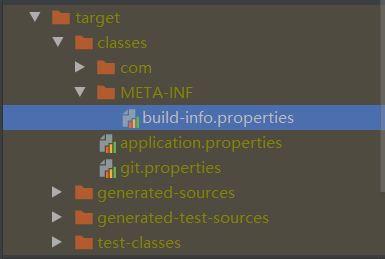 target
classes
com
META-INF
build-info.properties
application.properties
git.properties
generated-sources
generated-test-sources
test-classes